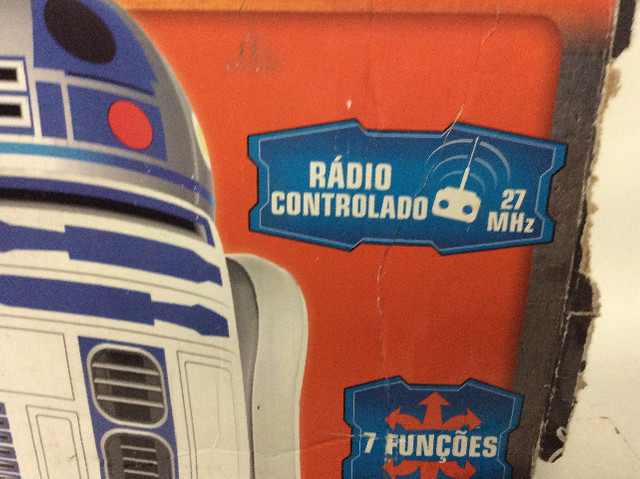 RÁDIO
CONTROLADO
27
MHz
7 FUNÇÕES